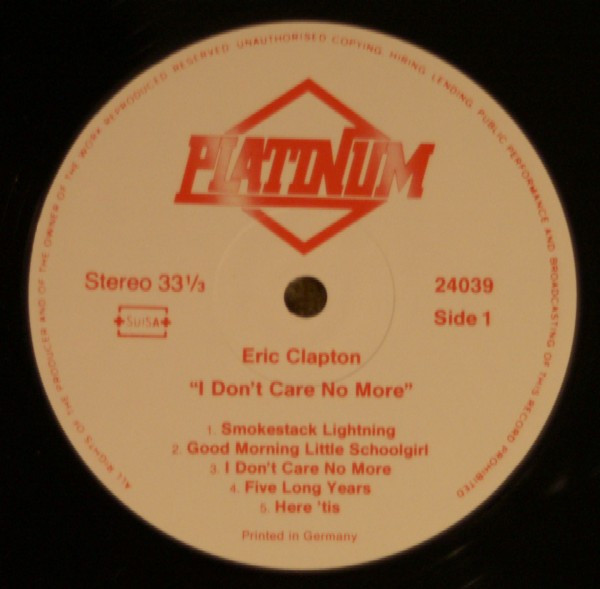 ALL RIGHTS OF THE PRODUCER AND OF THE OWNER OF THE WORK REPRODUCED RESERVED. UNAUTHORISED COPYING, HIRING, LENDING, PUBLIC PERFORMANCE AND BROADCASTING OF THIS RECORD PROHIBITED
PLATINUM
Stereo 33⅓
24039
SUISA
Side 1
Eric Clapton
"I Don't Care No More"
1. Smokestack Lightning
2. Good Morning Little Schoolgirl
3. I Don't Care No More
4. Five Long Years
5. Here 'tis
Printed in Germany